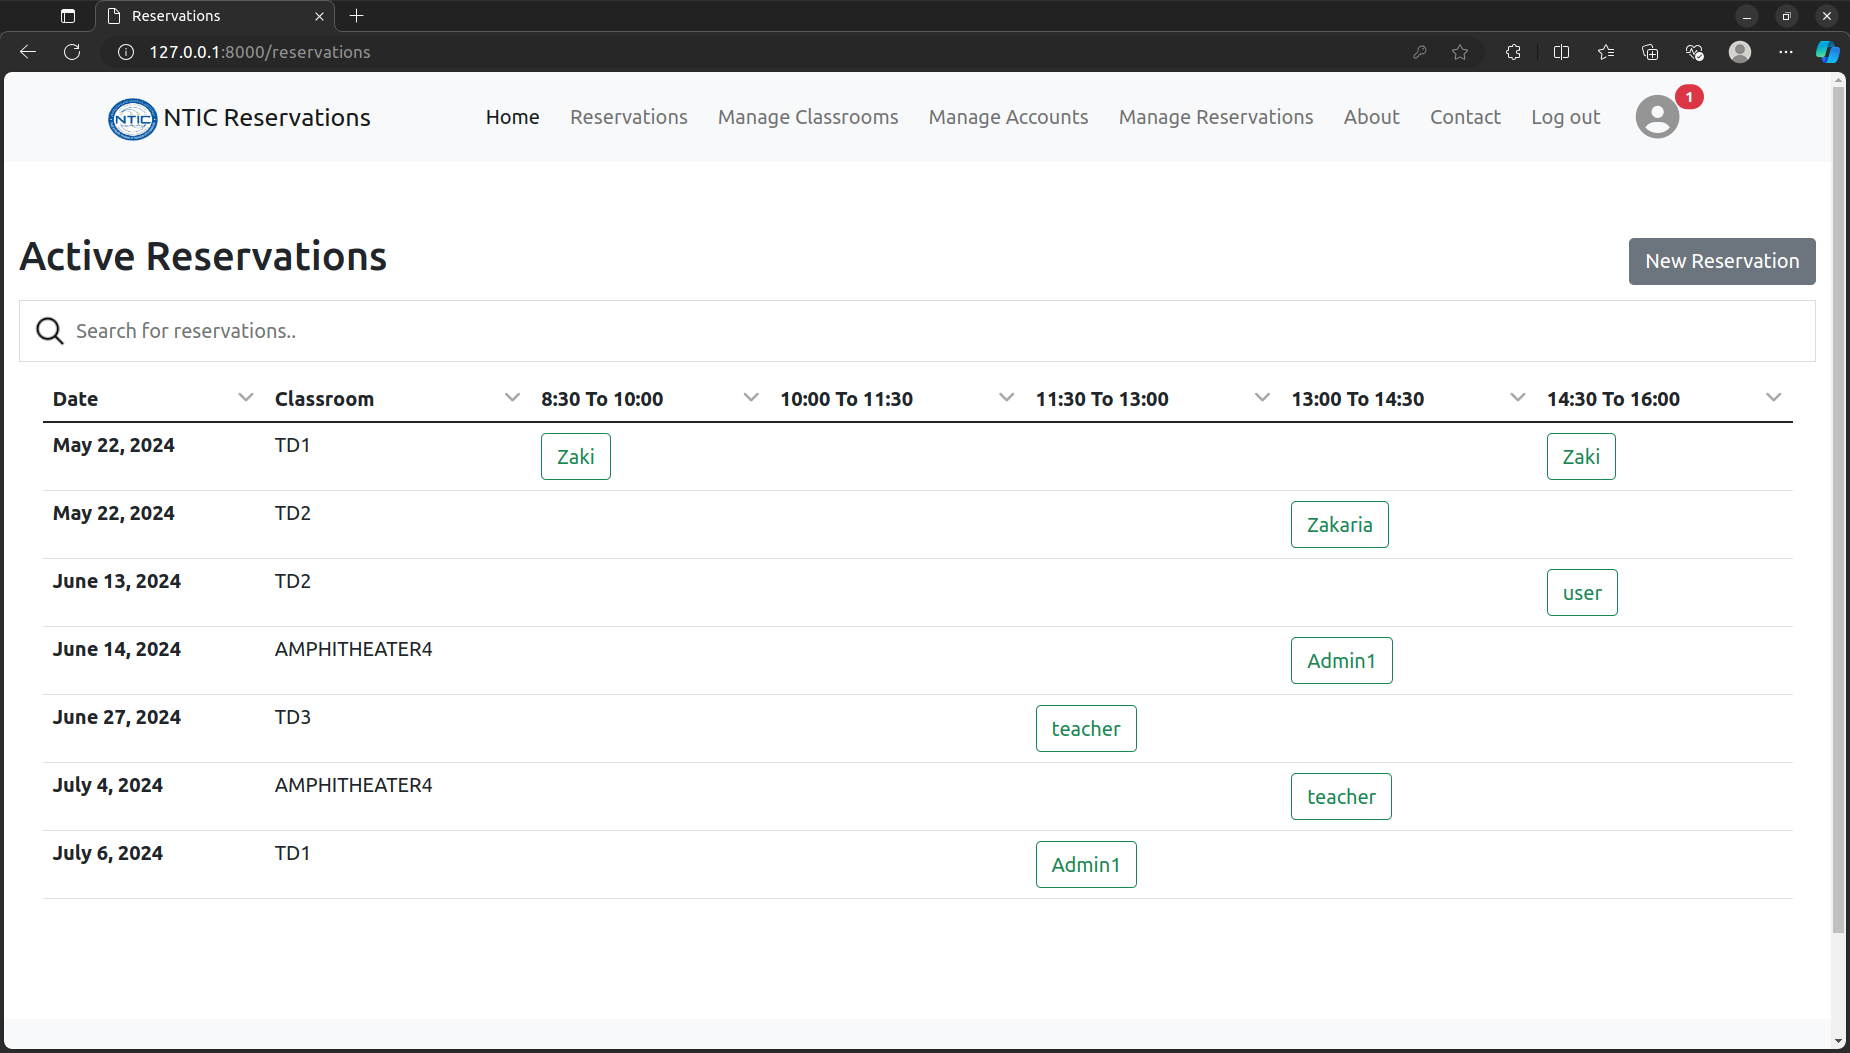 Reservations
127.0.0.1:8000/reservations
NTIC NTIC Reservations Home Reservations Manage Classrooms Manage Accounts Manage Reservations About Contact Log out 1
Active Reservations New Reservation
Search for reservations..
Date Classroom 8:30 To 10:00 10:00 To 11:30 11:30 To 13:00 13:00 To 14:30 14:30 To 16:00
May 22, 2024 TD1 Zaki Zaki
May 22, 2024 TD2 Zakaria
June 13, 2024 TD2 user
June 14, 2024 AMPHITHEATER4 Admin1
June 27, 2024 TD3 teacher
July 4, 2024 AMPHITHEATER4 teacher
July 6, 2024 TD1 Admin1